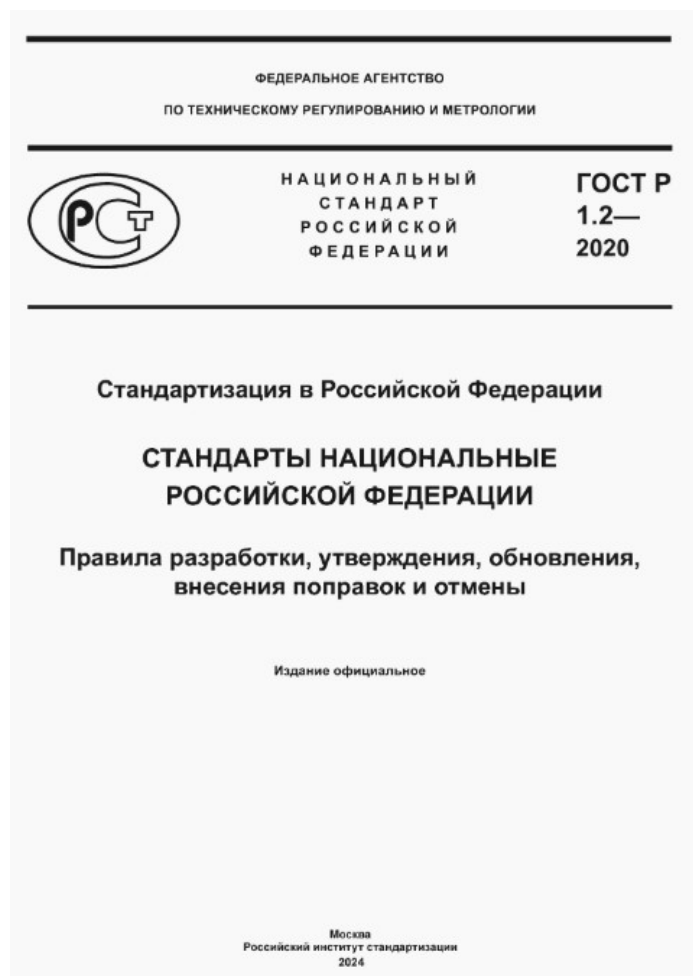 ФЕДЕРАЛЬНОЕ АГЕНТСТВО
ПО ТЕХНИЧЕСКОМУ РЕГУЛИРОВАНИЮ И МЕТРОЛОГИИ
РСТ
НАЦИОНАЛЬНЫЙ
СТАНДАРТ
РОССИЙСКОЙ
ФЕДЕРАЦИИ
ГОСТ Р
1.2—
2020
Стандартизация в Российской Федерации
СТАНДАРТЫ НАЦИОНАЛЬНЫЕ
РОССИЙСКОЙ ФЕДЕРАЦИИ
Правила разработки, утверждения, обновления,
внесения поправок и отмены
Издание официальное
Москва
Российский институт стандартизации
2024